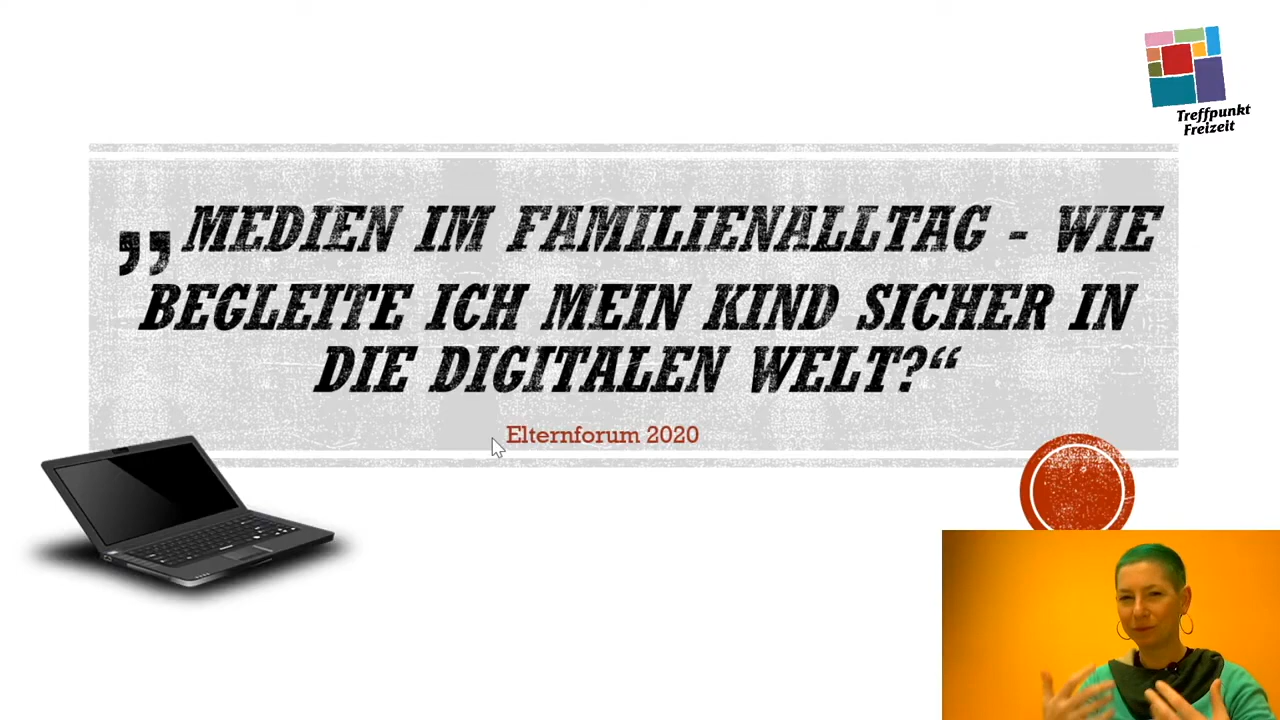 Treffpunkt
Freizeit
„MEDIEN IM FAMILIENALLTAG - WIE
BEGLEITE ICH MEIN KIND SICHER IN
DIE DIGITALEN WELT?“
Elternforum 2020